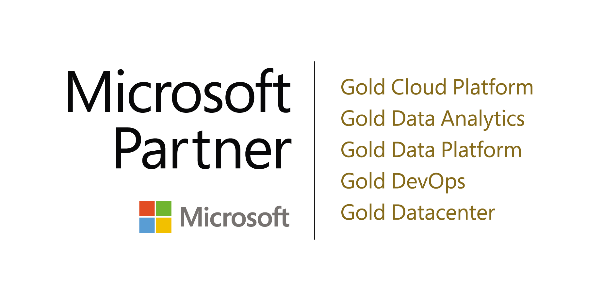 Microsoft
Partner
Microsoft
Gold Cloud Platform
Gold Data Analytics
Gold Data Platform
Gold DevOps
Gold Datacenter